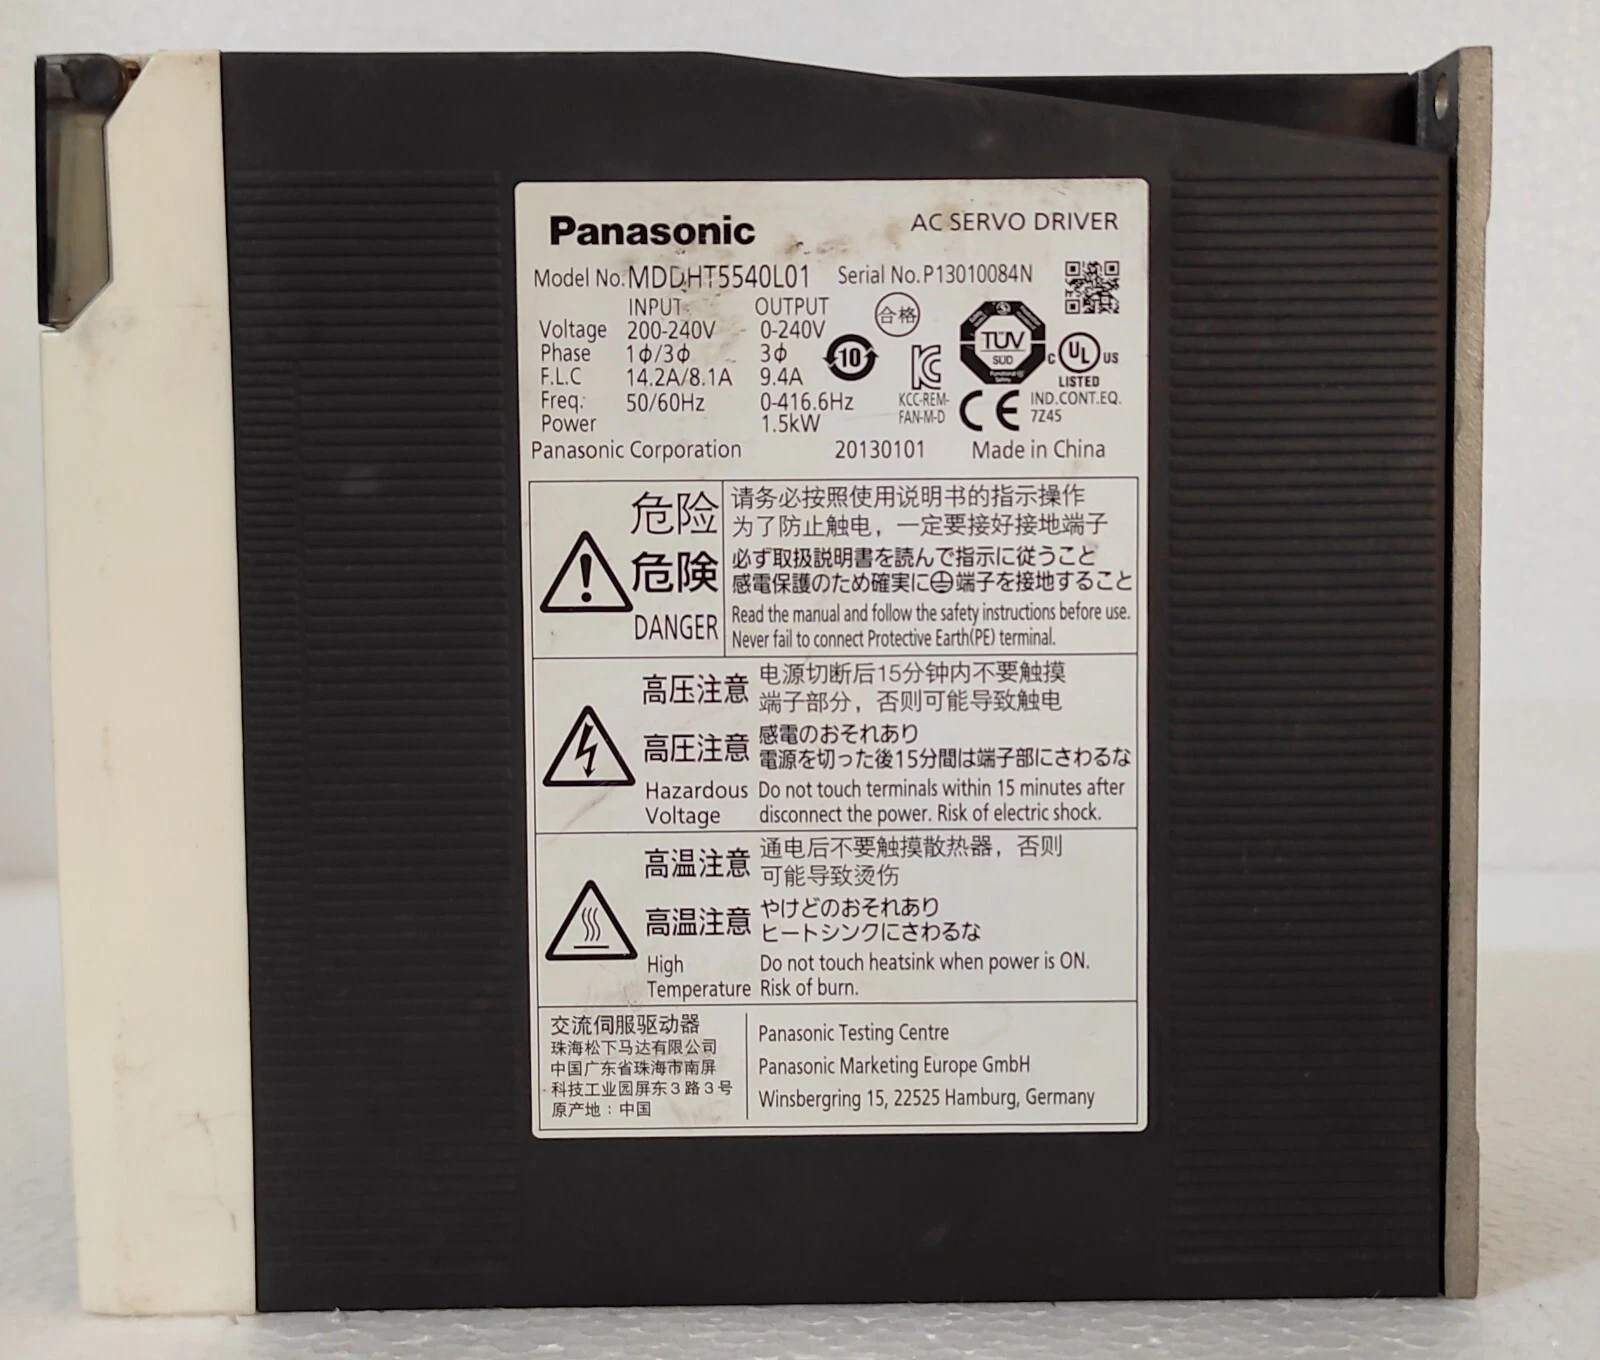 Panasonic AC SERVO DRIVER
Model No. MDDHT5540L01 Serial No. P13010084N
INPUT OUTPUT
Voltage 200-240V 0-240V
Phase 1ϕ/3ϕ 3ϕ
F.L.C 14.2A/8.1A 9.4A
Freq. 50/60Hz 0-416.6Hz
Power 1.5kW
合格
10
KC
KCC-REM-
FAN-M-D
TÜV
SÜD
CE
C UL US
LISTED
IND.CONT.EQ.
7Z45
Panasonic Corporation 20130101 Made in China
危险
危険
DANGER
请务必按照使用说明书的指示操作
为了防止触电，一定要接好接地端子
必ず取扱説明書を読んで指示に従うこと
感電保護のため確実に端子を接地すること
Read the manual and follow the safety instructions before use.
Never fail to connect Protective Earth(PE) terminal.
高压注意
电源切断后15分钟内不要触摸
端子部分，否则可能导致触电
高圧注意
感電のおそれあり
電源を切った後15分間は端子部にさわるな
Hazardous
Voltage
Do not touch terminals within 15 minutes after
disconnect the power. Risk of electric shock.
高温注意
通电后不要触摸散热器，否则
可能导致烫伤
高温注意
やけどのおそれあり
ヒートシンクにさわるな
High
Temperature
Do not touch heatsink when power is ON.
Risk of burn.
交流伺服驱动器
珠海松下马达有限公司
中国广东省珠海市南屏
科技工业园屏东3路3号
原产地：中国
Panasonic Testing Centre
Panasonic Marketing Europe GmbH
Winsbergring 15, 22525 Hamburg, Germany